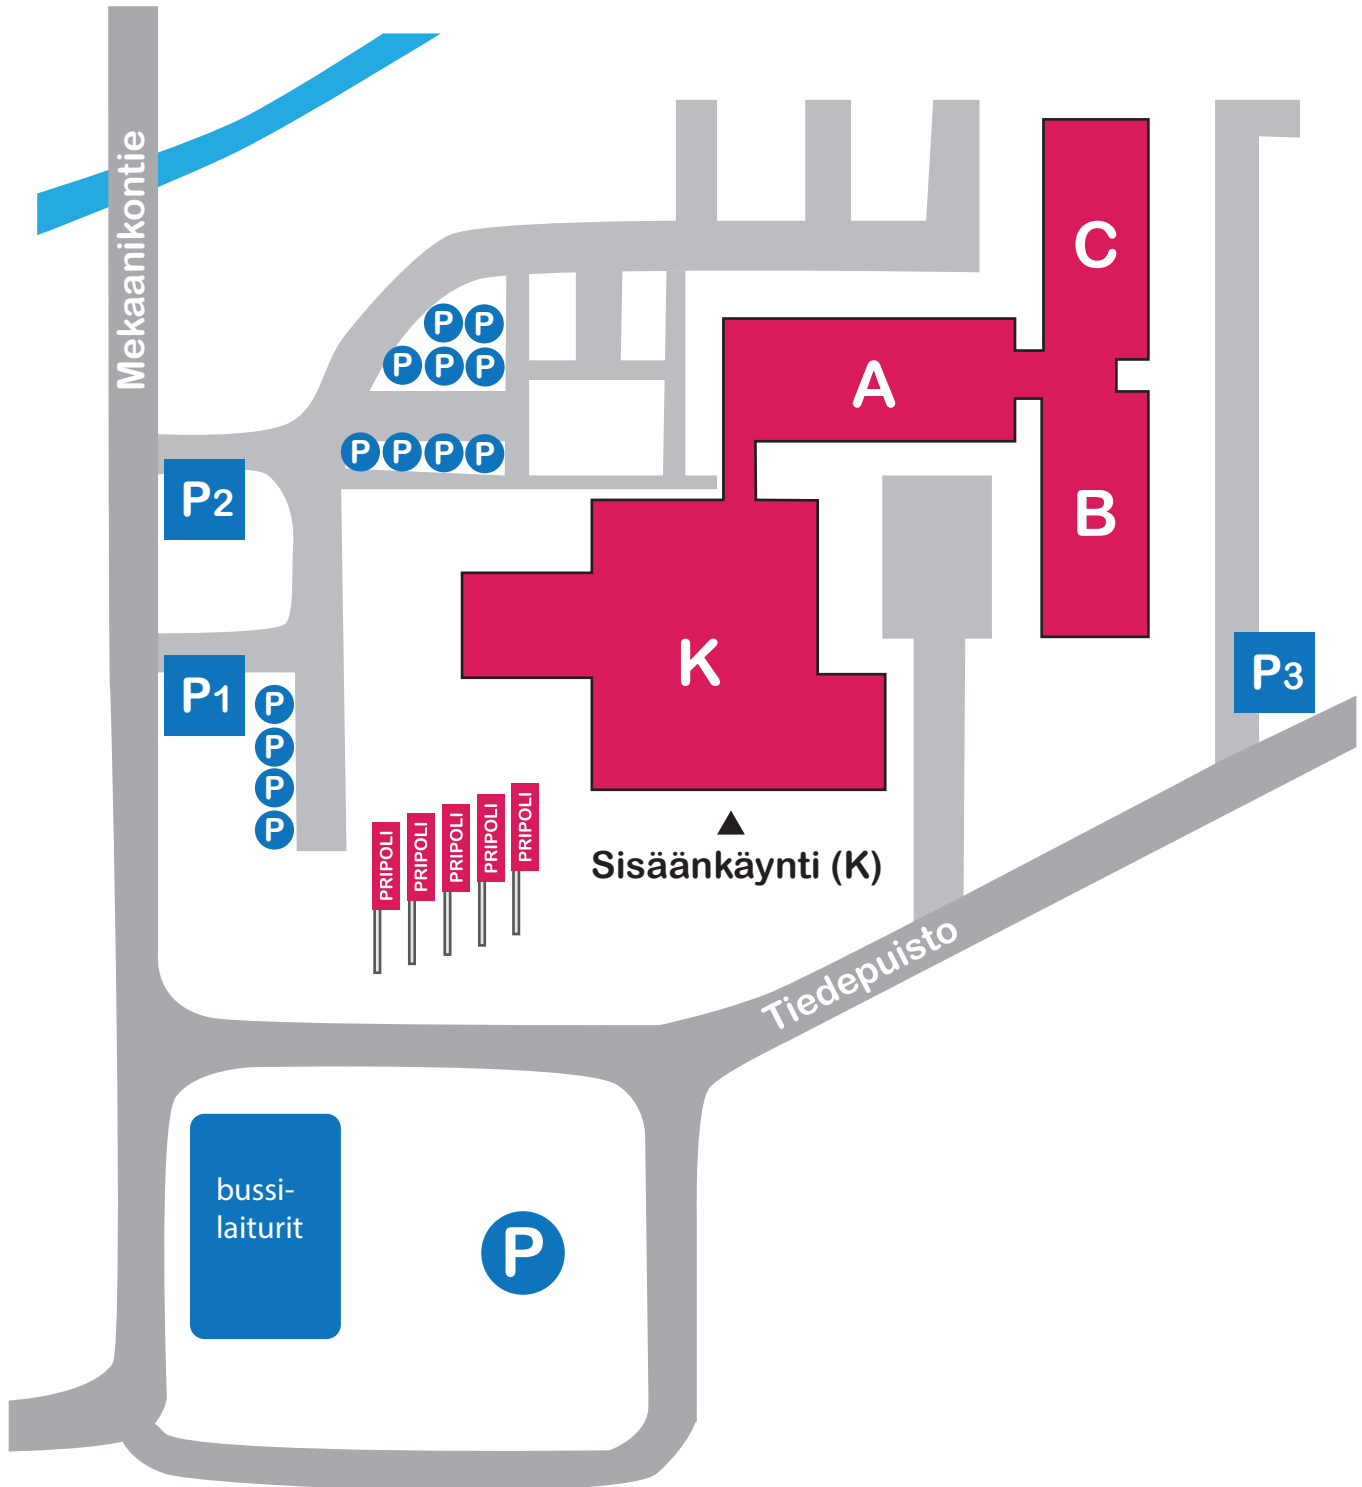 Mekaanikontie
C
P P
P P P
A
P P P P
P2
B
K
P3
P1
P
P
P
P
PRIPOLI
PRIPOLI
PRIPOLI
PRIPOLI
PRIPOLI
Sisäänkäynti (K)
Tiedepuisto
bussi-
laiturit
P